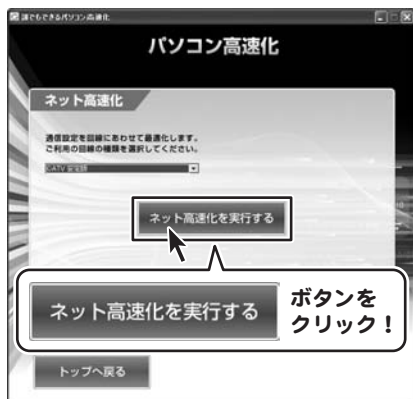 誰でもできるパソコン高速化
パソコン高速化
ネット高速化
通信設定を回線にあわせて最適化します。
ご利用の回線の種類を選択してください。
ネット高速化を実行する
ネット高速化を実行する
ボタンを
クリック!
トップへ戻る